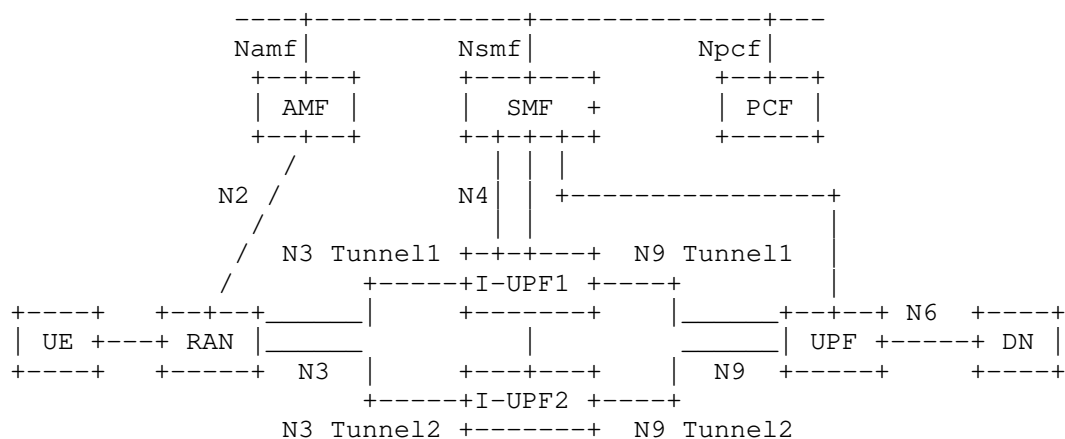 Namf Nsmf Npcf
AMF SMF PCF
N2 N4
N3 Tunnel1 N9 Tunnel1
I-UPF1
N6
UE RAN UPF DN
N3 N9
I-UPF2
N3 Tunnel2 N9 Tunnel2